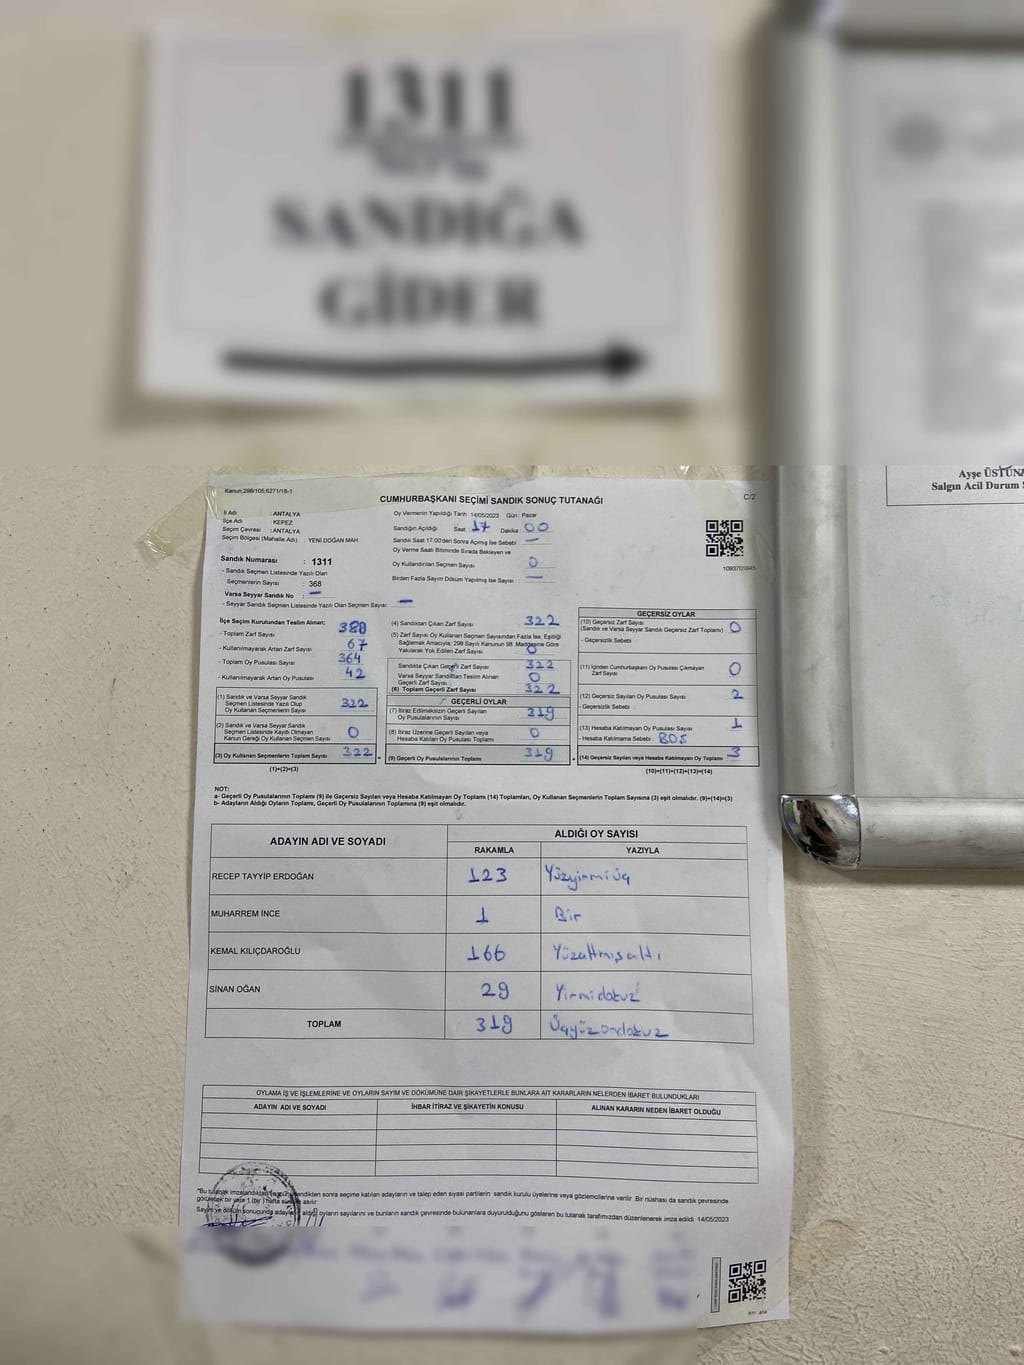 1311
SANDIĞA
GİDER
Ayşe ÜSTÜN
Salgın Acil Durum
Kanun:298/105;6271/18-1
CUMHURBAŞKANI SEÇİMİ SANDIK SONUÇ TUTANAĞI
C/2
İl Adı : ANTALYA
İlçe Adı : KEPEZ
Seçim Çevresi : ANTALYA
Seçim Bölgesi (Mahalle Adı) : YENİ DOĞAN MAH.
Sandık Numarası : 1311
- Sandık Seçmen Listesinde Yazılı Olan
Seçmenlerin Sayısı : 368
Varsa Seyyar Sandık No : —
- Seyyar Sandık Seçmen Listesinde Yazılı Olan Seçmen Sayısı : —
Oy Vermenin Yapıldığı Tarih : 14/05/2023 Gün : Pazar
Sandığın Açıldığı Saat : 17 Dakika : 00
Sandık Saat 17:00'den Sonra Açılmış İse Sebebi : —
Oy Verme Saati Bitiminde Sırada Bekleyen ve
Oy Kullandırılan Seçmen Sayısı : 0
Birden Fazla Sayım Döküm Yapılmış İse Sayısı : —
1093705945
İlçe Seçim Kurulundan Teslim Alınan;
- Toplam Zarf Sayısı : 389
- Kullanılmayarak Artan Zarf Sayısı : 67
- Toplam Oy Pusulası Sayısı : 364
- Kullanılmayarak Artan Oy Pusulası : 42
(1) Sandık ve Varsa Seyyar Sandık
Seçmen Listesinde Yazılı Olup
Oy Kullanan Seçmenlerin Sayısı : 322
(2) Sandık ve Varsa Seyyar Sandık
Seçmen Listesinde Kayıtlı Olmayan
Kanun Gereği Oy Kullanan Seçmen Sayısı : 0
(3) Oy Kullanan Seçmenlerin Toplam Sayısı : 322
(1)+(2)=(3)
(4) Sandıktan Çıkan Zarf Sayısı : 322
(5) Zarf Sayısı Oy Kullanan Seçmen Sayısından Fazla İse, Eşitliği
Sağlamak Amacıyla; 298 Sayılı Kanunun 98. Maddesine Göre
Yakılarak Yok Edilen Zarf Sayısı : 0
Sandıkta Çıkan Geçerli Zarf Sayısı : 322
Varsa Seyyar Sandıktan Teslim Alınan
Geçerli Zarf Sayısı : 0
(6) Toplam Geçerli Zarf Sayısı : 322
GEÇERLİ OYLAR
(7) İtiraz Edilmeksizin Geçerli Sayılan
Oy Pusulalarının Sayısı : 319
(8) İtiraz Üzerine Geçerli Sayılan veya
Hesaba Katılan Oy Pusulası Toplamı : 0
(9) Geçerli Oy Pusulalarının Toplamı : 319
GEÇERSİZ OYLAR
(10) Geçersiz Zarf Sayısı
(Sandık ve Varsa Seyyar Sandık Geçersiz Zarf Toplamı) : 0
- Geçersizlik Sebebi :
(11) İçinden Cumhurbaşkanı Oy Pusulası Çıkmayan
Zarf Sayısı : 0
(12) Geçersiz Sayılan Oy Pusulası Sayısı : 2
- Geçersizlik Sebebi :
(13) Hesaba Katılmayan Oy Pusulası Sayısı : 1
- Hesaba Katılmama Sebebi : BOŞ
(14) Geçersiz Sayılan veya Hesaba Katılmayan Oy Toplamı : 3
(10)+(11)+(12)+(13)=(14)
NOT:
a- Geçerli Oy Pusulalarının Toplamı (9) ile Geçersiz Sayılan veya Hesaba Katılmayan Oy Toplamı (14) Toplamları, Oy Kullanan Seçmenlerin Toplam Sayısına (3) eşit olmalıdır. (9)+(14)=(3)
b- Adayların Aldığı Oyların Toplamı, Geçerli Oy Pusulalarının Toplamına (9) eşit olmalıdır.
ADAYIN ADI VE SOYADI
ALDIĞI OY SAYISI
RAKAMLA YAZIYLA
RECEP TAYYİP ERDOĞAN 123 Yüzyirmiüç
MUHARREM İNCE 1 Bir
KEMAL KILIÇDAROĞLU 166 Yüzaltmışaltı
SİNAN OĞAN 29 Yirmidokuz
TOPLAM 319 Üçyüzondokuz
OYLAMA İŞ VE İŞLEMLERİNE VE OYLARIN SAYIM VE DÖKÜMÜNE DAİR ŞİKAYETLERLE BUNLARA AİT KARARLARIN NELERDEN İBARET BULUNDUKLARI
ADAYIN ADI VE SOYADI İHBAR İTİRAZ VE ŞİKAYETİN KONUSU ALINAN KARARIN NEDEN İBARET OLDUĞU
sonra seçime katılan adayların ve talep eden siyasi partilerin sandık kurulu üyelerine veya gözlemcilerine verilir. Bir nüshası da sandık çevresinde
görülecek bir yere 1 (bir) hafta süreyle asılır.
oyların sayılarını ve bunların sandık çevresinde bulunanlara duyurulduğunu gösteren bu tutanak tarafımızdan düzenlenerek imza edildi. 14/05/2023